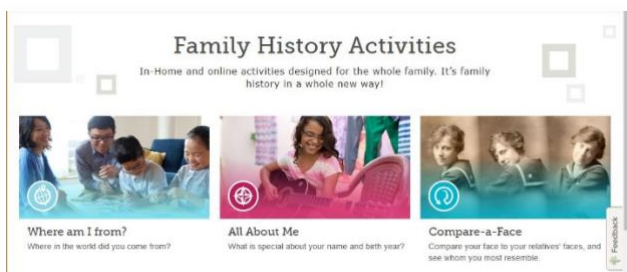 Family History Activities
In-Home and online activities designed for the whole family. It's family
history in a whole new way!
Where am I from?
Where in the world did you come from?
All About Me
What is special about your name and birth year?
Compare-a-Face
Compare your face to your relatives' faces, and
see whom you most resemble.
Feedback